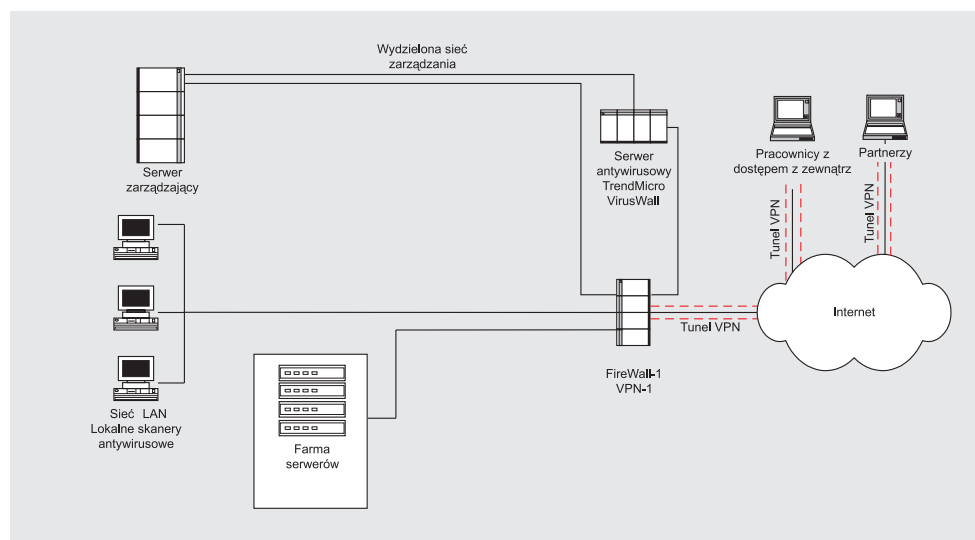 Wydzielona sieć
zarządzania
Serwer
zarządzający
Serwer
antywirusowy
TrendMicro
VirusWall
Pracownicy z
dostępem z zewnątrz
Partnerzy
Tunel VPN
Tunel VPN
Internet
Tunel VPN
FireWall-1
VPN-1
Sieć LAN
Lokalne skanery
antywirusowe
Farma
serwerów